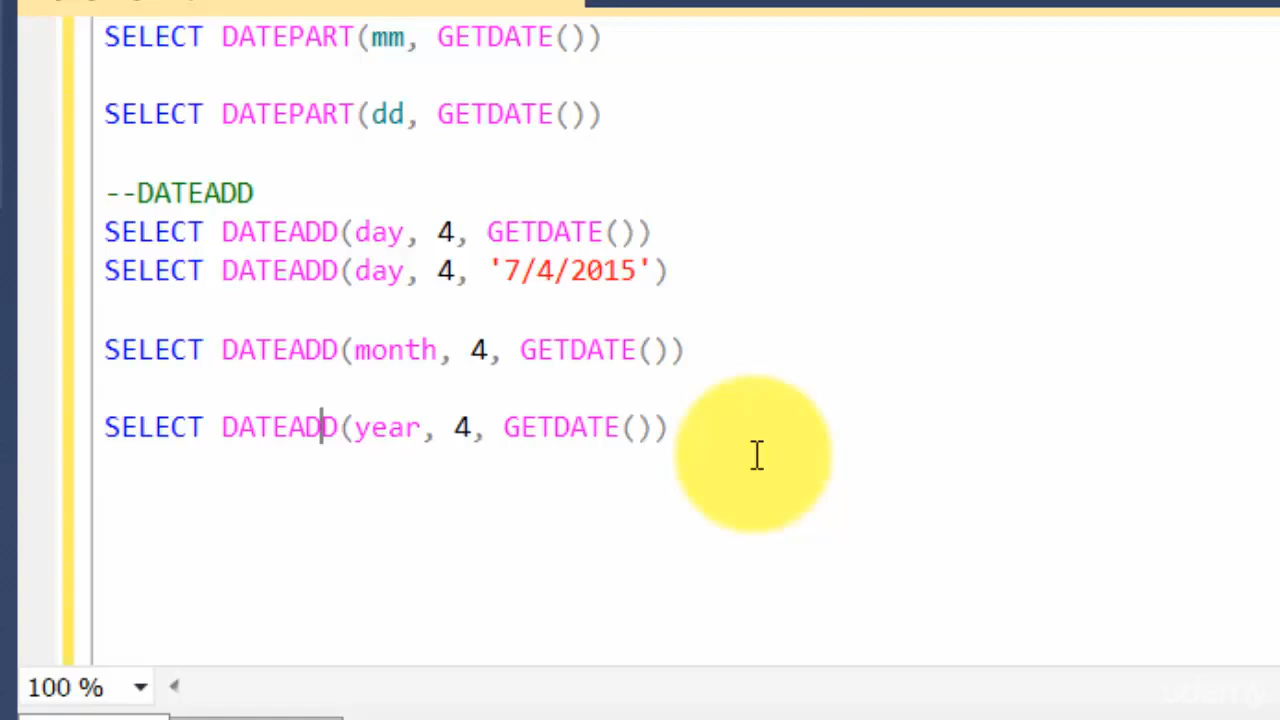 SELECT DATEPART(mm, GETDATE())
SELECT DATEPART(dd, GETDATE())
--DATEADD
SELECT DATEADD(day, 4, GETDATE())
SELECT DATEADD(day, 4, '7/4/2015')
SELECT DATEADD(month, 4, GETDATE())
SELECT DATEADD(year, 4, GETDATE())
100 %
udemy